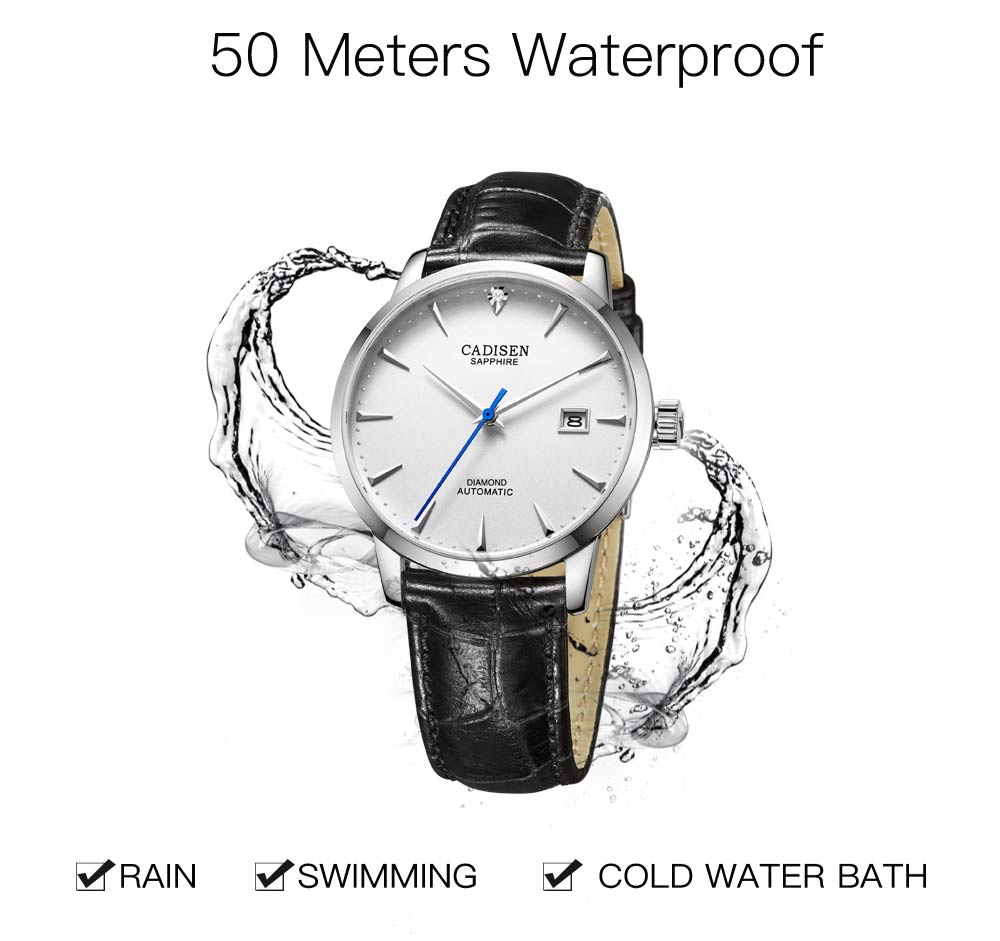 50 Meters Waterproof
CADISEN
SAPPHIRE
8
DIAMOND
AUTOMATIC
RAIN SWIMMING COLD WATER BATH